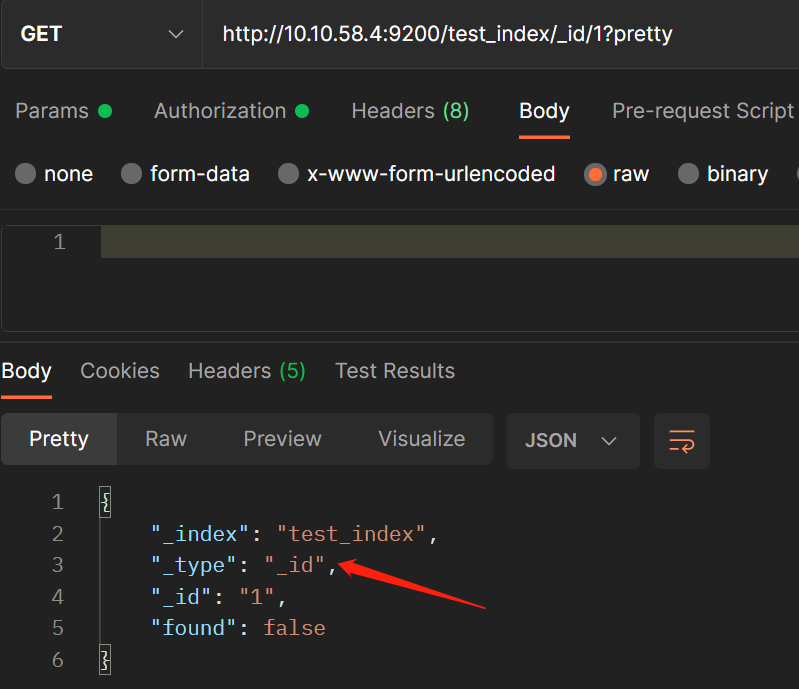 GET http://10.10.58.4:9200/test_index/_id/1?pretty
Params Authorization Headers (8) Body Pre-request Script
none form-data x-www-form-urlencoded raw binary
1
Body Cookies Headers (5) Test Results
Pretty Raw Preview Visualize JSON
1 {
2 "_index": "test_index",
3 "_type": "_id",
4 "_id": "1",
5 "found": false
6 }